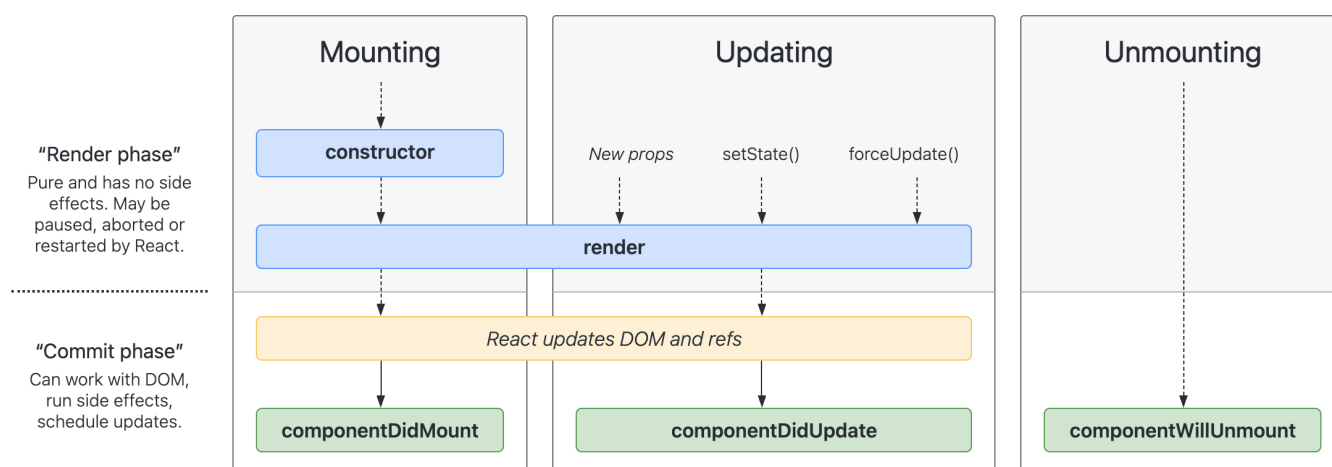 Mounting
Updating
Unmounting
“Render phase”
Pure and has no side
effects. May be
paused, aborted or
restarted by React.
constructor
New props
setState()
forceUpdate()
render
“Commit phase”
Can work with DOM,
run side effects,
schedule updates.
React updates DOM and refs
componentDidMount
componentDidUpdate
componentWillUnmount